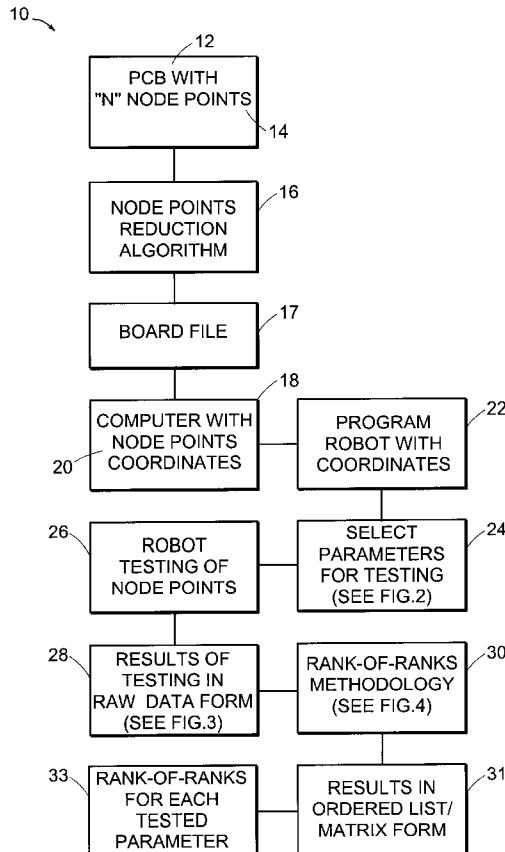 10
12
PCB WITH
"N" NODE POINTS
14
NODE POINTS
REDUCTION
ALGORITHM
16
BOARD FILE
17
18
COMPUTER WITH
NODE POINTS
COORDINATES
20
22
PROGRAM
ROBOT WITH
COORDINATES
26
ROBOT
TESTING OF
NODE POINTS
24
SELECT
PARAMETERS
FOR TESTING
(SEE FIG.2)
28
RESULTS OF
TESTING IN
RAW DATA FORM
(SEE FIG.3)
30
RANK-OF-RANKS
METHODOLOGY
(SEE FIG.4)
33
RANK-OF-RANKS
FOR EACH
TESTED
PARAMETER
31
RESULTS IN
ORDERED LIST/
MATRIX FORM